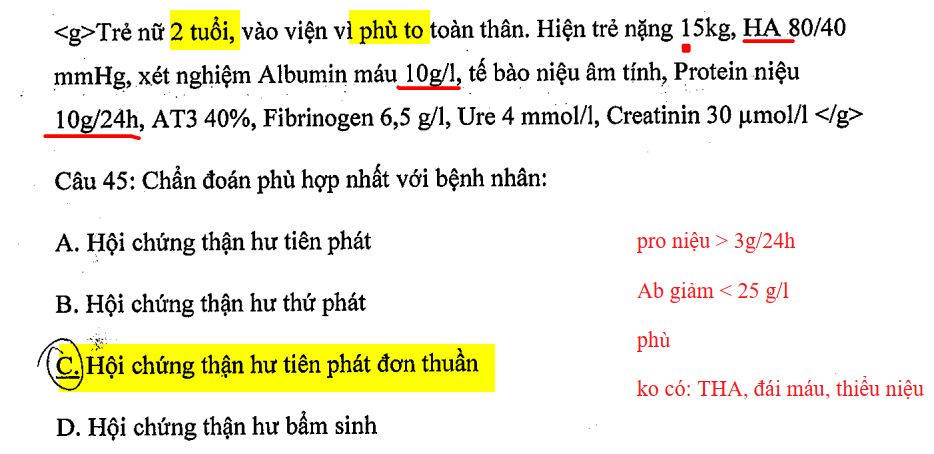 <g>Trẻ nữ 2 tuổi, vào viện vì phù to toàn thân. Hiện trẻ nặng 15kg, HA 80/40
mmHg, xét nghiệm Albumin máu 10g/l, tế bào niệu âm tính, Protein niệu
10g/24h, AT3 40%, Fibrinogen 6,5 g/l, Ure 4 mmol/l, Creatinin 30 µmol/l </g>
Câu 45: Chẩn đoán phù hợp nhất với bệnh nhân:
A. Hội chứng thận hư tiên phát
B. Hội chứng thận hư thứ phát
C. Hội chứng thận hư tiên phát đơn thuần
D. Hội chứng thận hư bẩm sinh
pro niệu > 3g/24h
Ab giảm < 25 g/l
phù
ko có: THA, đái máu, thiểu niệu